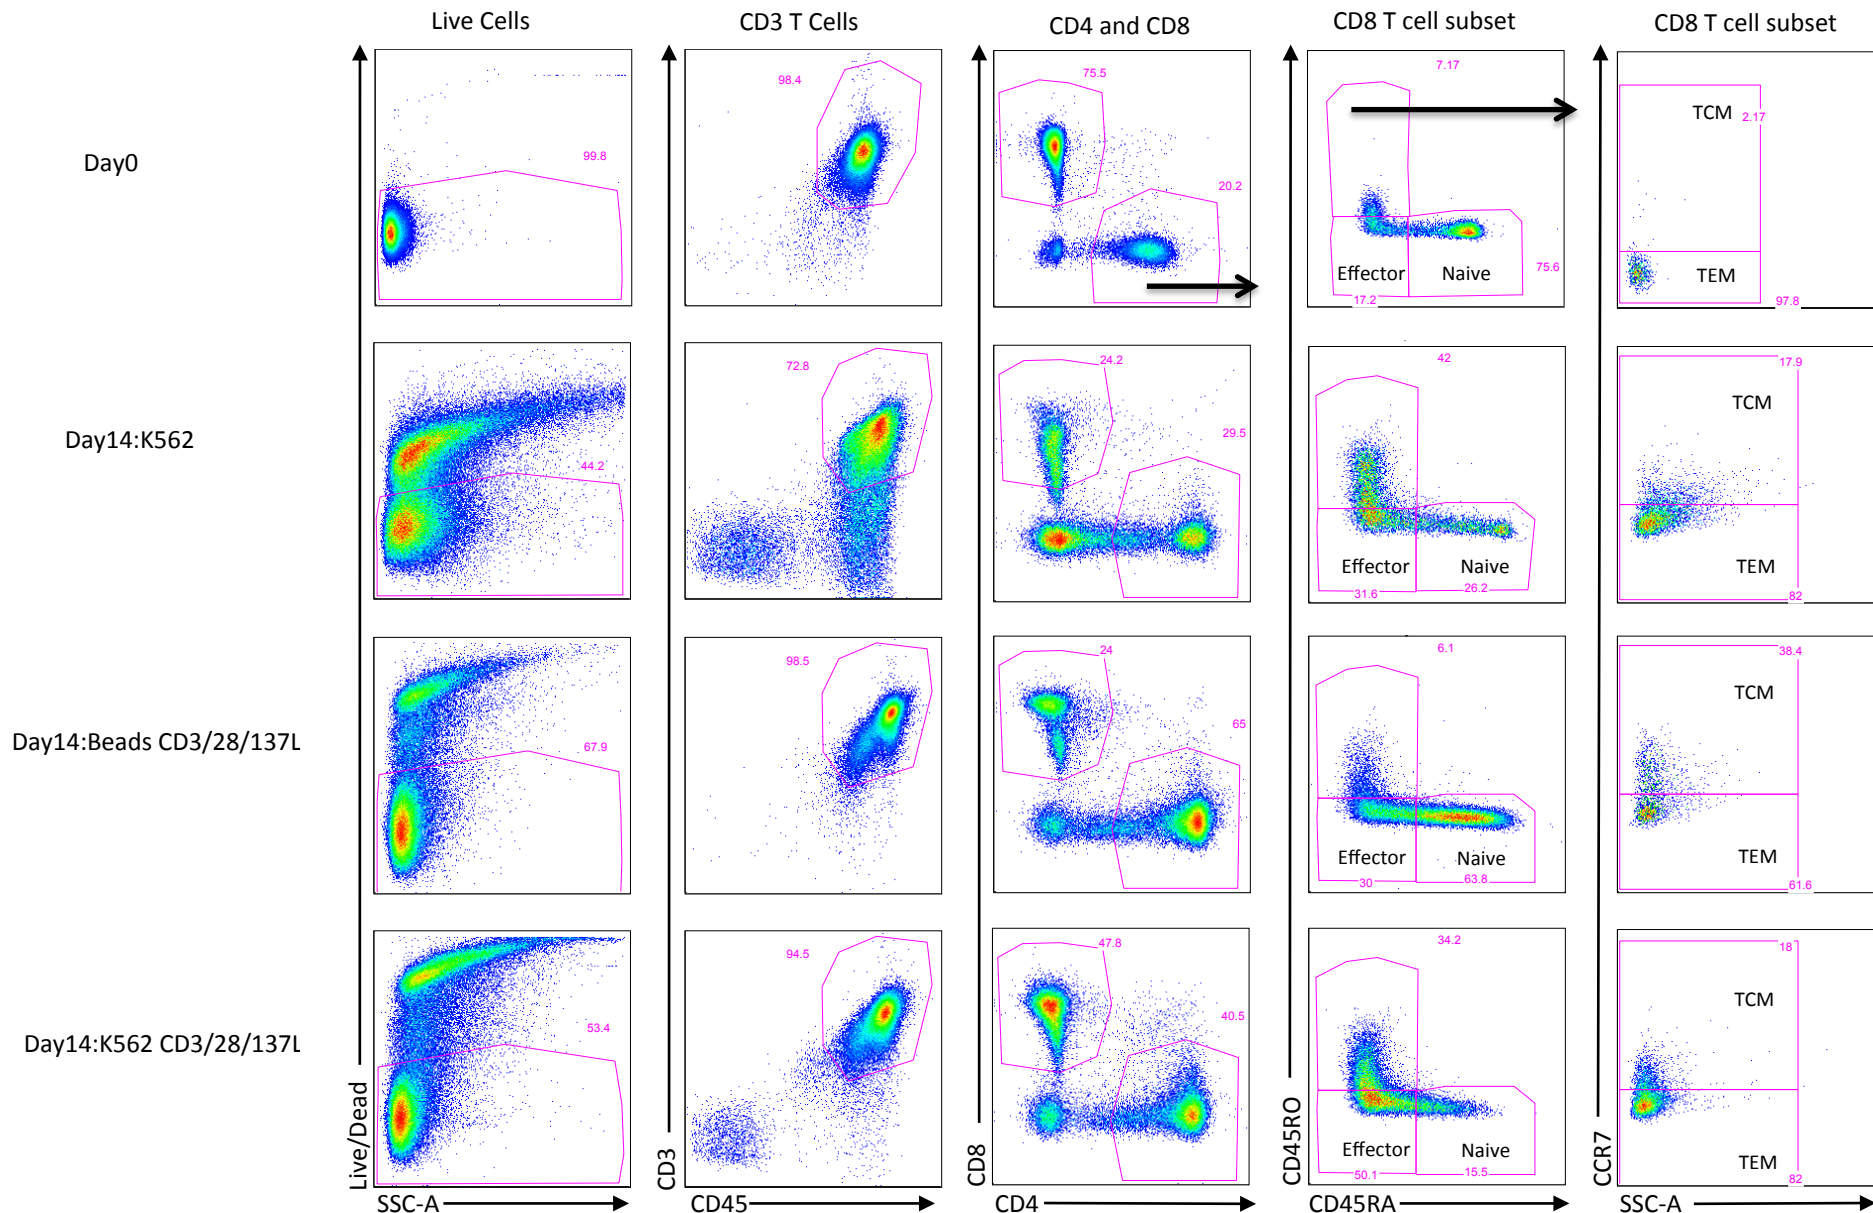 Live Cells
CD3 T Cells
CD4 and CD8
CD8 T cell subset
CD8 T cell subset
Day0
99.8
98.4
75.5
20.2
7.17
Effector
Naive
17.2
75.6
TCM
2.17
TEM
97.8
Day14:K562
44.2
72.8
24.2
29.5
42
Effector
Naive
31.6
26.2
17.9
TCM
TEM
82
Day14:Beads CD3/28/137L
67.9
98.5
24
65
6.1
Effector
Naive
30
63.8
38.4
TCM
TEM
61.6
Day14:K562 CD3/28/137L
53.4
94.5
47.8
40.5
34.2
Effector
Naive
50.1
15.5
18
TCM
TEM
82
Live/Dead
CD3
CD8
CD45RO
CCR7
SSC-A
CD45
CD4
CD45RA
SSC-A